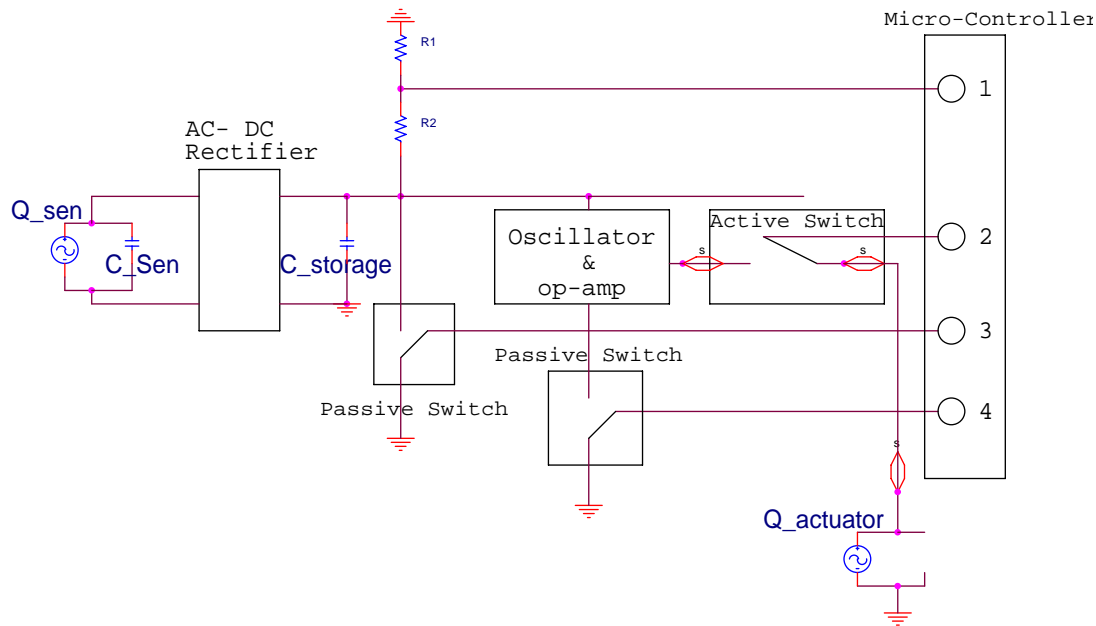 Micro-Controller
R1
1
R2
AC- DC
Rectifier
Q_sen
C_Sen
C_storage
Oscillator
&
op-amp
s
Active Switch
s
2
3
Passive Switch
Passive Switch
4
s
Q_actuator